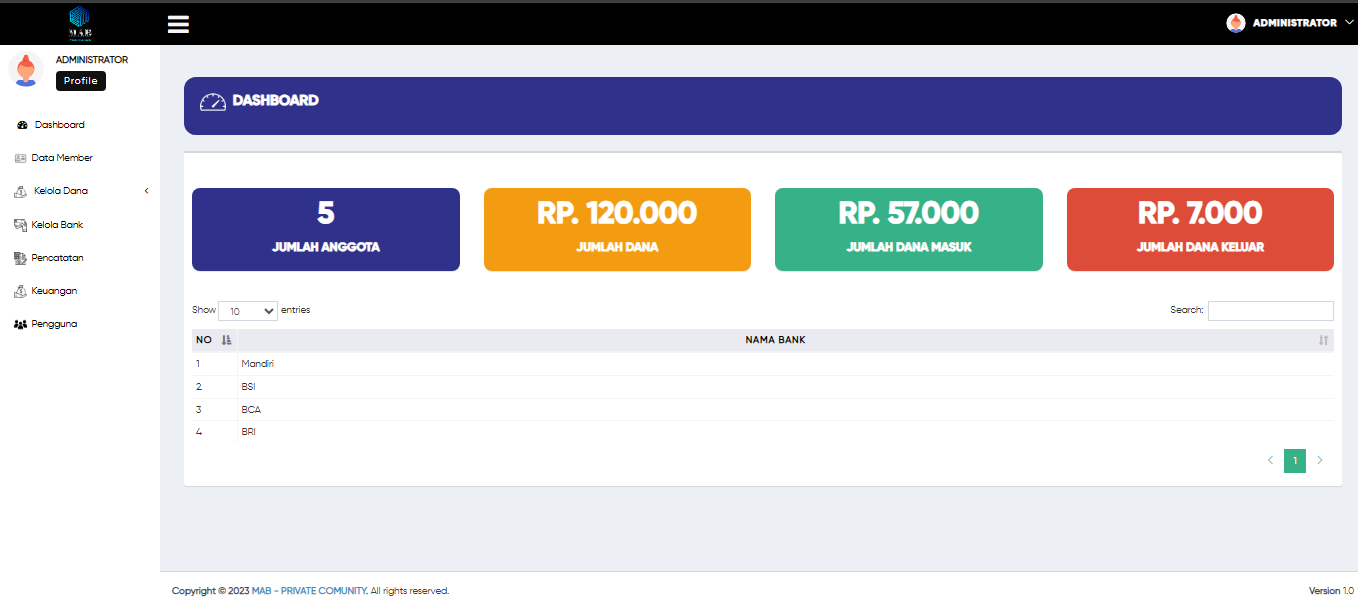 MAB
ADMINISTRATOR
ADMINISTRATOR
Profile
Dashboard
Data Member
Kelola Dana
Kelola Bank
Pencatatan
Keuangan
Pengguna
DASHBOARD
5
JUMLAH ANGGOTA
RP. 120.000
JUMLAH DANA
RP. 57.000
JUMLAH DANA MASUK
RP. 7.000
JUMLAH DANA KELUAR
Show 10 entries
Search:
NO NAMA BANK
1 Mandiri
2 BSI
3 BCA
4 BRI
1
Copyright © 2023 MAB - PRIVATE COMUNITY. All rights reserved.
Version 1.0